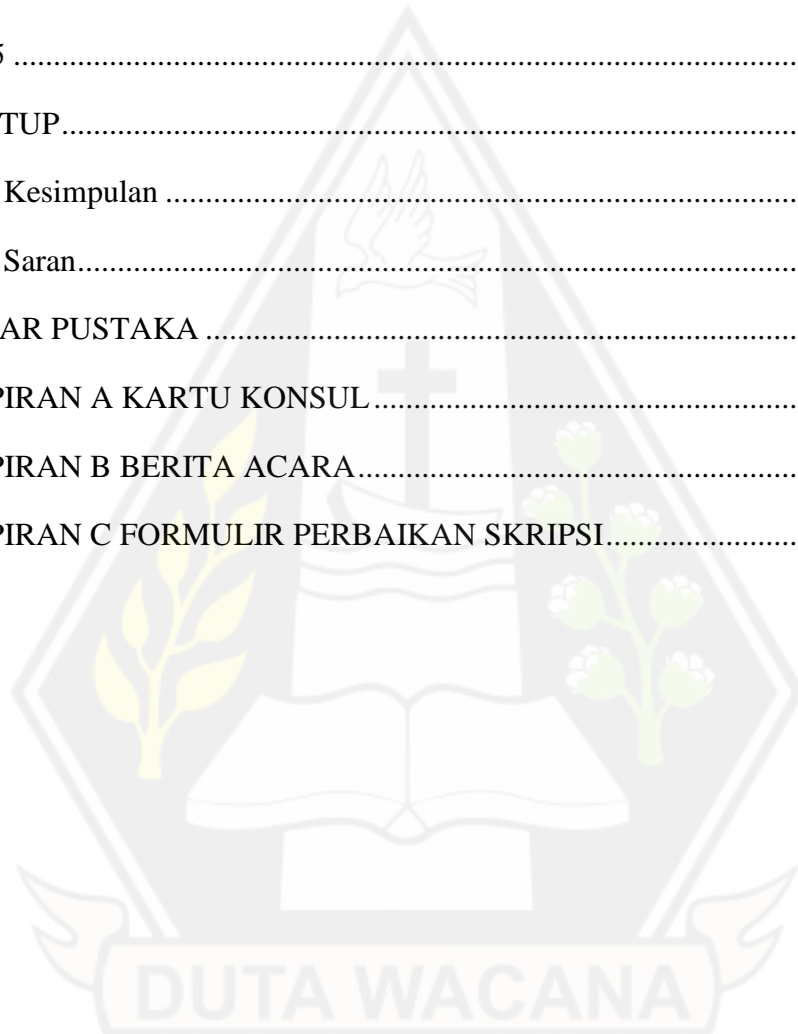 5 ..........................................................................................
TUP..........................................................................................
Kesimpulan ..........................................................................................
Saran..........................................................................................
AR PUSTAKA ..........................................................................................
PIRAN A KARTU KONSUL ..........................................................................................
PIRAN B BERITA ACARA..........................................................................................
PIRAN C FORMULIR PERBAIKAN SKRIPSI........................
DUTA WACANA